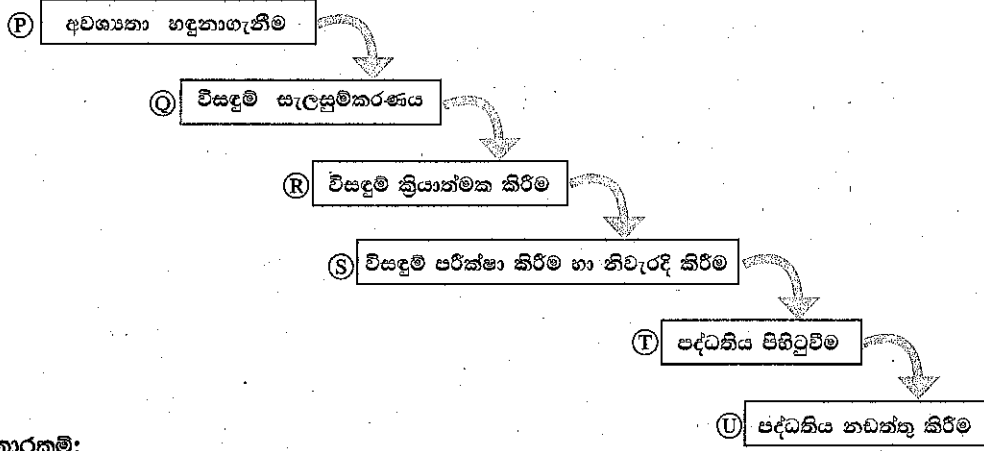 Ⓟ අවශ්‍යතා හඳුනාගැනීම
Ⓠ විසඳුම් සැලසුම්කරණය
Ⓡ විසඳුම් ක්‍රියාත්මක කිරීම
Ⓢ විසඳුම් පරීක්ෂා කිරීම හා නිවැරදි කිරීම
Ⓣ පද්ධතිය පිහිටුවීම
Ⓤ පද්ධතිය නඩත්තු කිරීම